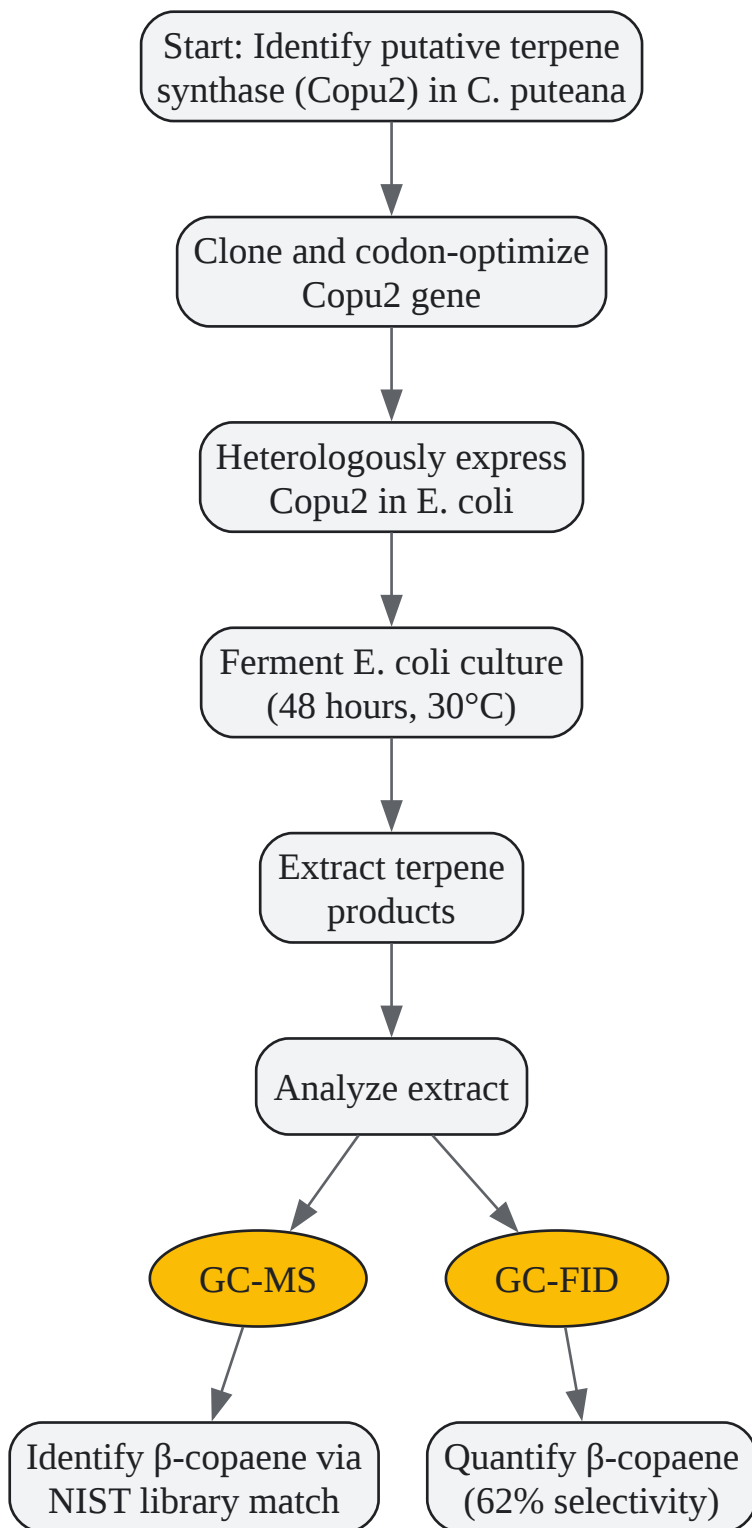 Start: Identify putative terpene
synthase (Copu2) in C. puteana
Clone and codon-optimize
Copu2 gene
Heterologously express
Copu2 in E. coli
Ferment E. coli culture
(48 hours, 30°C)
Extract terpene
products
Analyze extract
GC-MS
GC-FID
Identify β-copaene via
NIST library match
Quantify β-copaene
(62% selectivity)